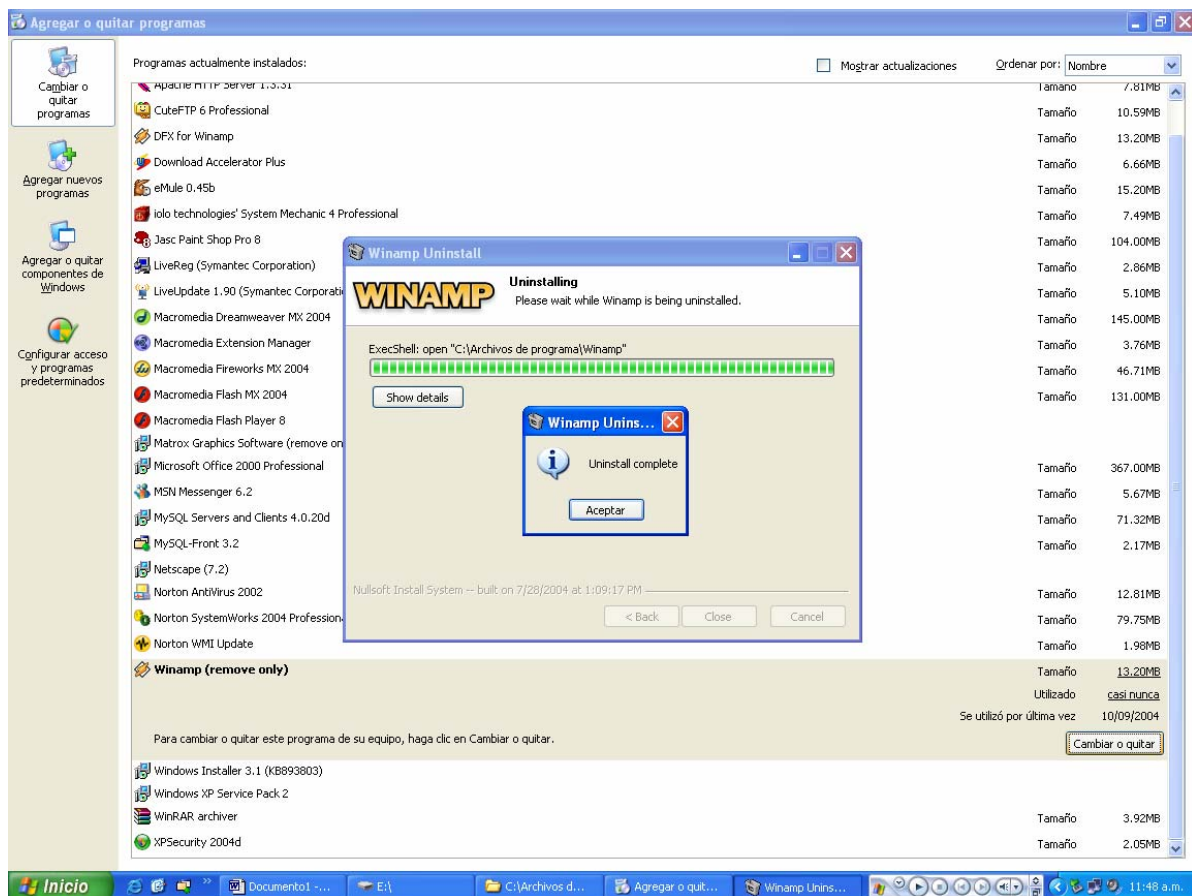 Agregar o quitar programas
Cambiar o
quitar
programas
Agregar nuevos
programas
Agregar o quitar
componentes de
Windows
Configurar acceso
y programas
predeterminados
Programas actualmente instalados:
Mostrar actualizaciones
Ordenar por: Nombre
Apache HTTP Server 1.3.31 Tamaño 7.81MB
CuteFTP 6 Professional Tamaño 10.59MB
DFX for Winamp Tamaño 13.20MB
Download Accelerator Plus Tamaño 6.66MB
eMule 0.45b Tamaño 15.20MB
iolo technologies' System Mechanic 4 Professional Tamaño 7.49MB
Jasc Paint Shop Pro 8 Tamaño 104.00MB
LiveReg (Symantec Corporation) Tamaño 2.86MB
LiveUpdate 1.90 (Symantec Corporati Tamaño 5.10MB
Macromedia Dreamweaver MX 2004 Tamaño 145.00MB
Macromedia Extension Manager Tamaño 3.76MB
Macromedia Fireworks MX 2004 Tamaño 46.71MB
Macromedia Flash MX 2004 Tamaño 131.00MB
Macromedia Flash Player 8
Matrox Graphics Software (remove on
Microsoft Office 2000 Professional Tamaño 367.00MB
MSN Messenger 6.2 Tamaño 5.67MB
MySQL Servers and Clients 4.0.20d Tamaño 71.32MB
MySQL-Front 3.2 Tamaño 2.17MB
Netscape (7.2)
Norton AntiVirus 2002 Tamaño 12.81MB
Norton SystemWorks 2004 Profession Tamaño 79.75MB
Norton WMI Update Tamaño 1.98MB
Winamp (remove only) Tamaño 13.20MB
Utilizado casi nunca
Se utilizó por última vez 10/09/2004
Para cambiar o quitar este programa de su equipo, haga clic en Cambiar o quitar.
Cambiar o quitar
Windows Installer 3.1 (KB893803)
Windows XP Service Pack 2
WinRAR archiver Tamaño 3.92MB
XPSecurity 2004d Tamaño 2.05MB
Winamp Uninstall
WINAMP
Uninstalling
Please wait while Winamp is being uninstalled.
ExecShell: open "C:\Archivos de programa\Winamp"
Show details
Winamp Unins...
Uninstall complete
Aceptar
Nullsoft Install System -- built on 7/28/2004 at 1:09:17 PM
< Back Close Cancel
Inicio
Documento1 -...
E:\
C:\Archivos d...
Agregar o quit...
Winamp Unins...
11:48 a.m.